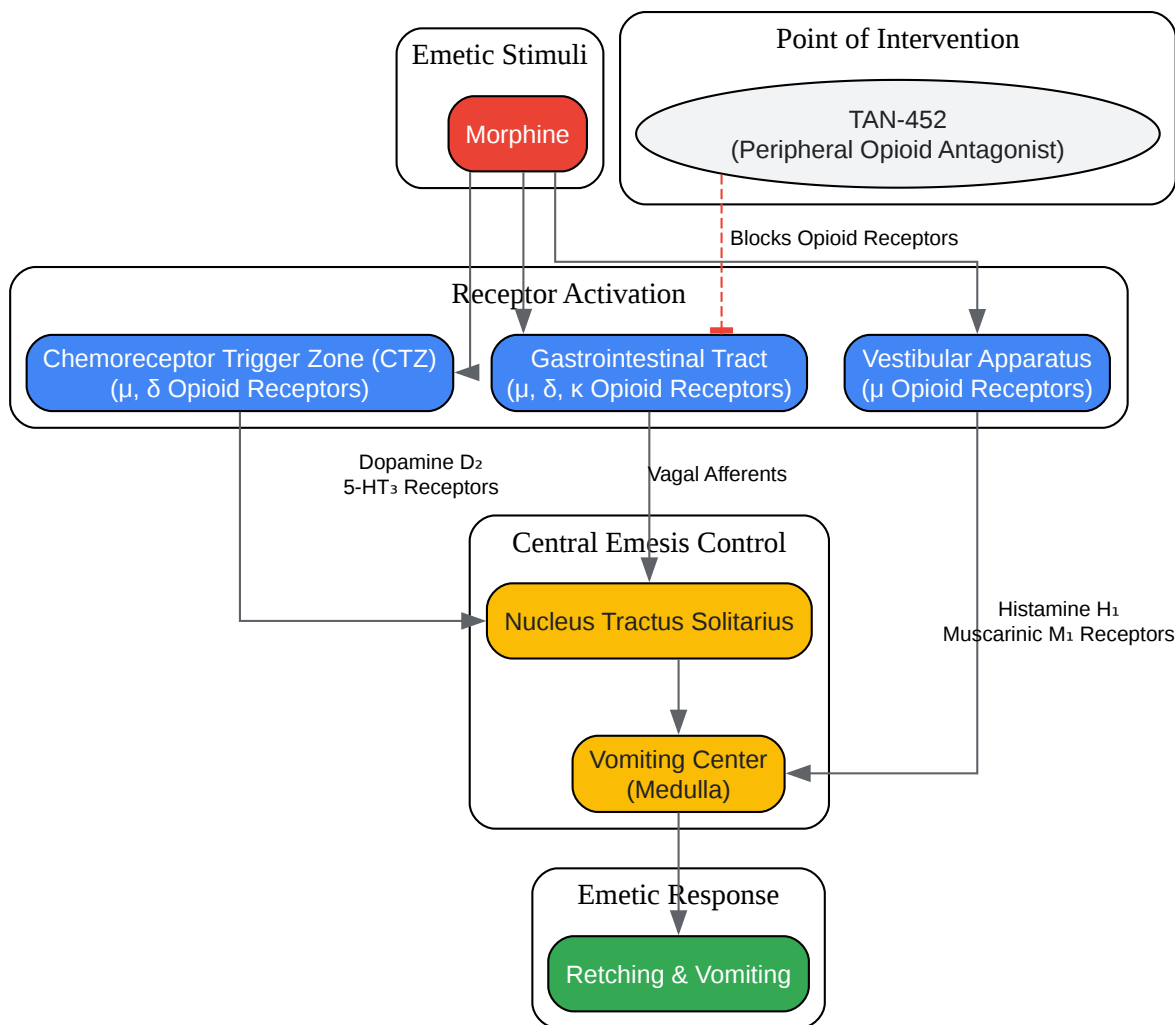 Emetic Stimuli
Morphine
Point of Intervention
TAN-452
(Peripheral Opioid Antagonist)
Blocks Opioid Receptors
Receptor Activation
Chemoreceptor Trigger Zone (CTZ)
(μ, δ Opioid Receptors)
Gastrointestinal Tract
(μ, δ, κ Opioid Receptors)
Vestibular Apparatus
(μ Opioid Receptors)
Dopamine D₂
5-HT₃ Receptors
Vagal Afferents
Central Emesis Control
Nucleus Tractus Solitarius
Histamine H₁
Muscarinic M₁ Receptors
Vomiting Center
(Medulla)
Emetic Response
Retching & Vomiting